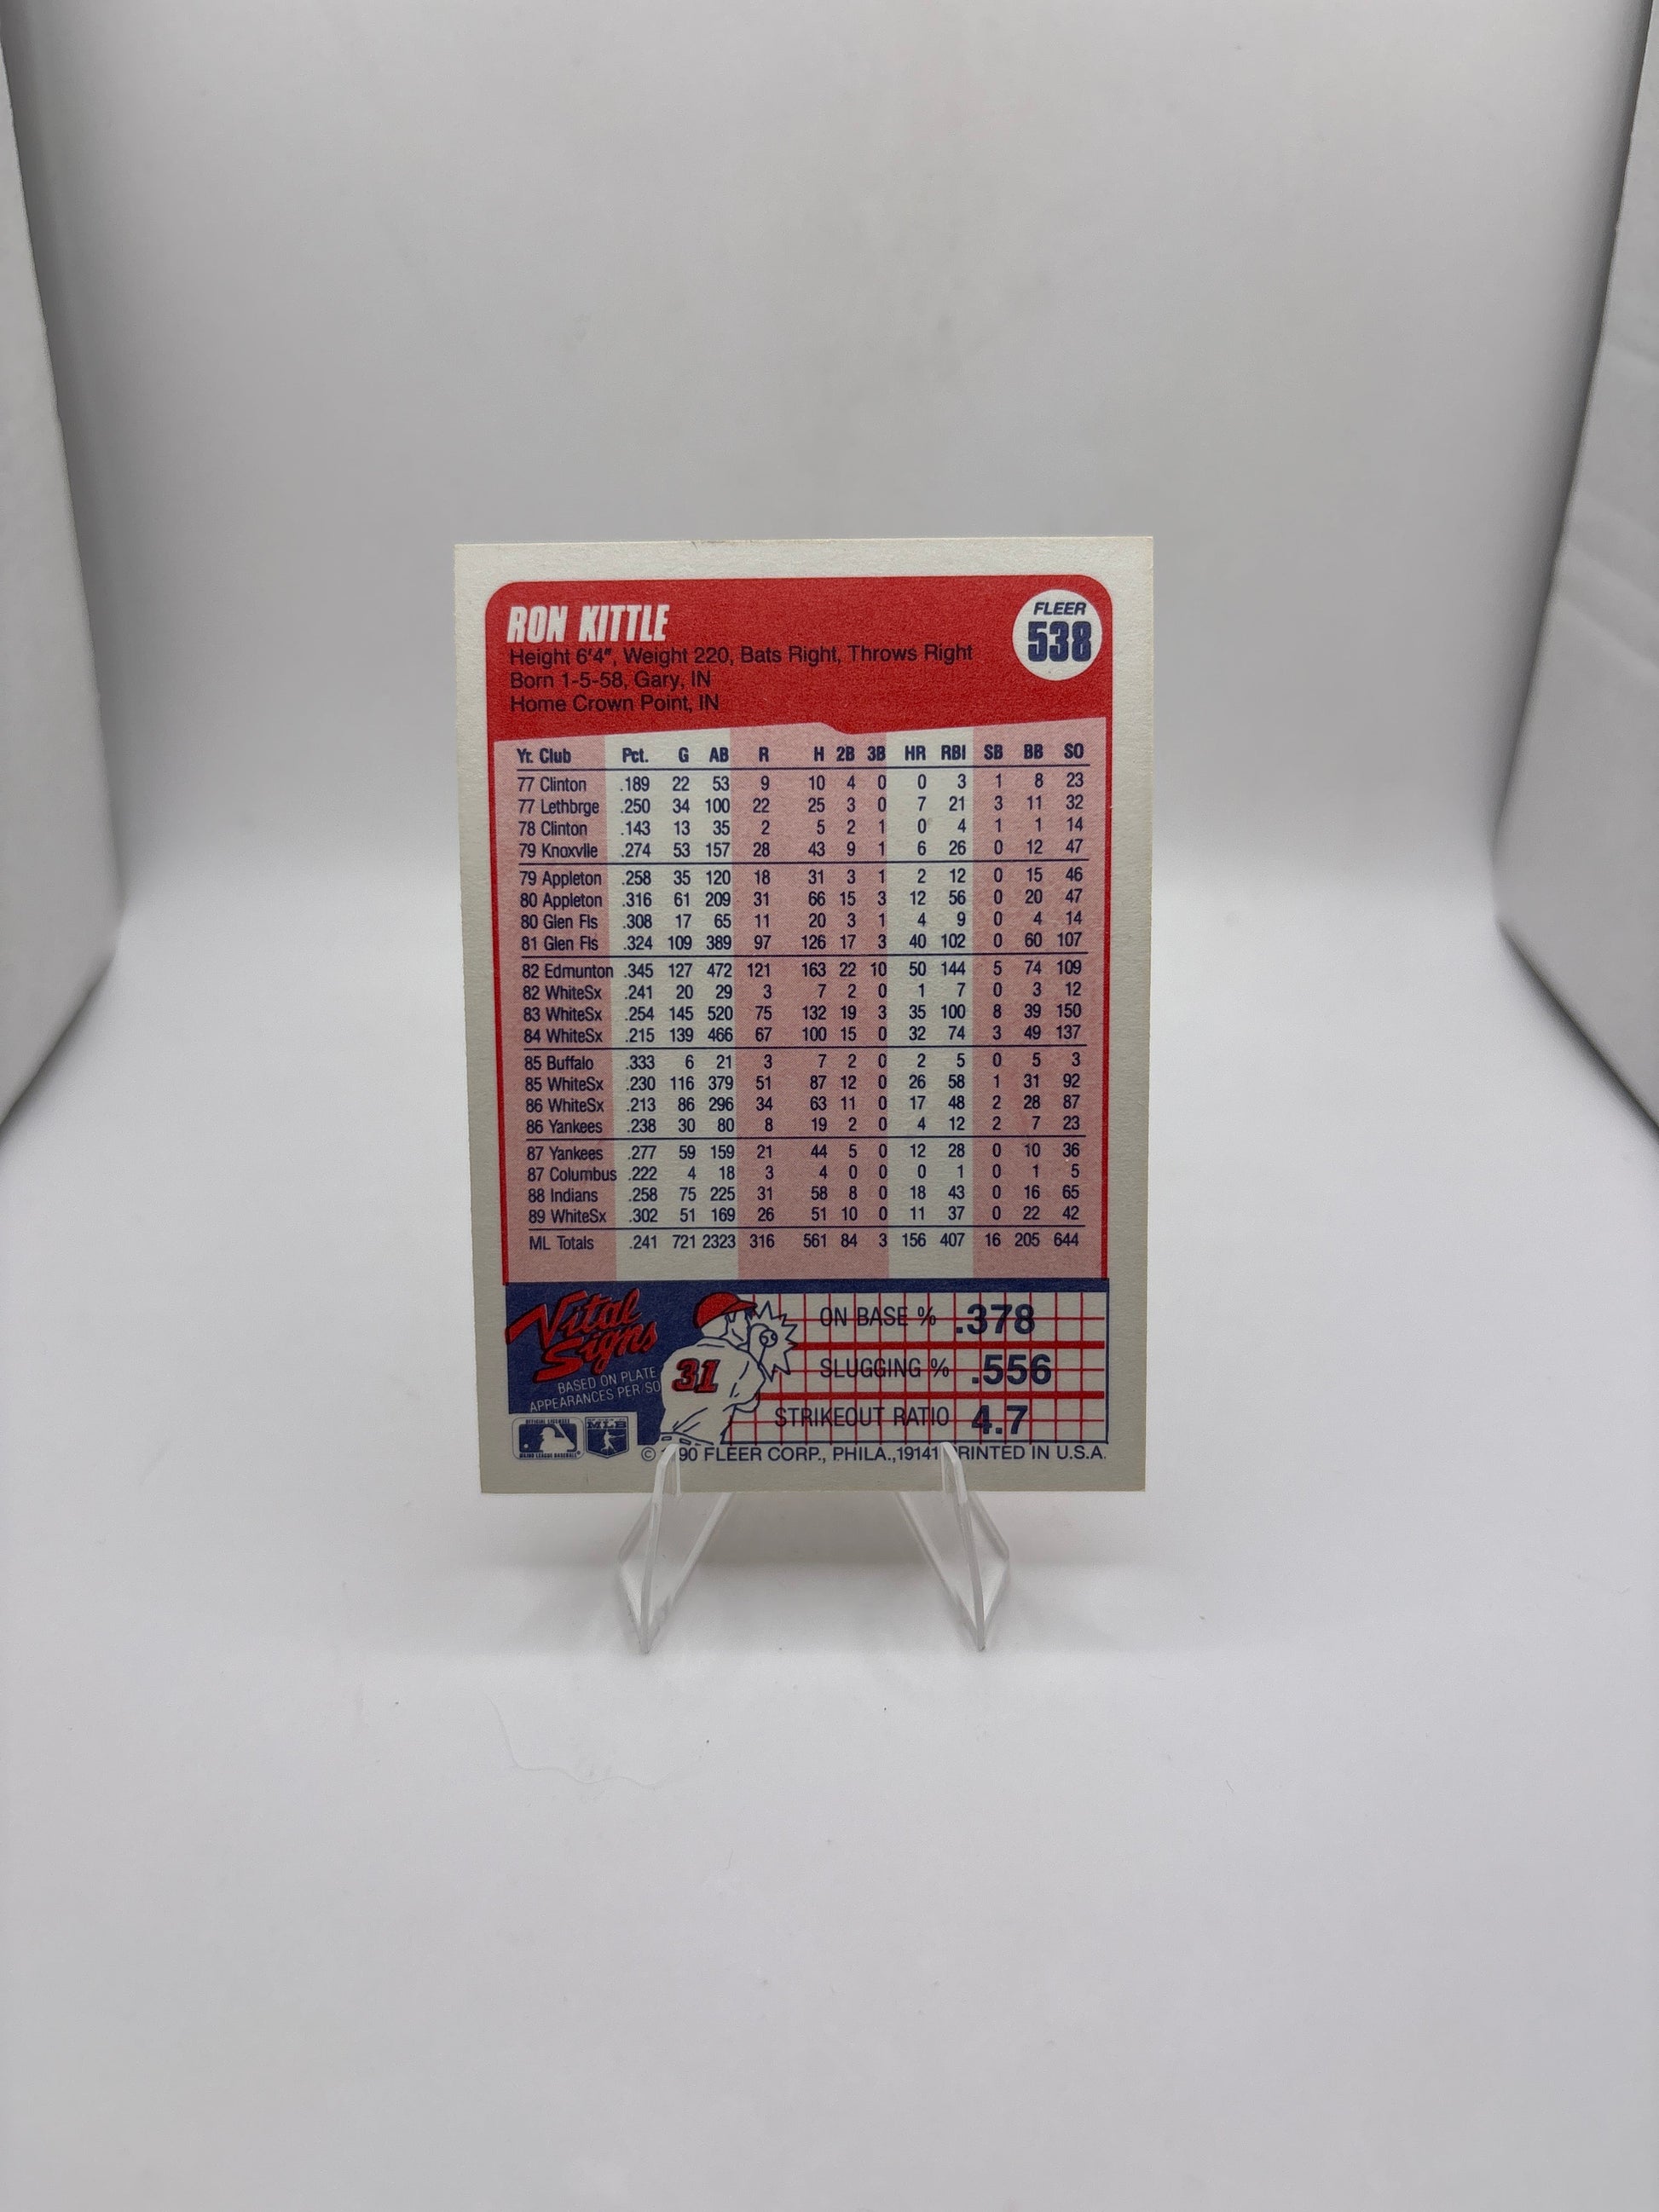 RON KITTLE
FLEER
538
Height 6'4", Weight 220, Bats Right, Throws Right
Born 1-5-58, Gary, IN
Home Crown Point, IN
Yr. Club Pct. G AB R H 2B 3B HR RBI SB BB SO
77 Clinton .189 22 53 9 10 4 0 0 3 1 8 23
77 Lethbrge .250 34 100 22 25 3 0 7 21 3 11 32
78 Clinton .143 13 35 2 5 2 1 0 4 1 1 14
79 Knoxvlle .274 53 157 28 43 9 1 6 26 0 12 47
79 Appleton .258 35 120 18 31 3 1 2 12 0 15 46
80 Appleton .316 61 209 31 66 15 3 12 56 0 20 47
80 Glen Fls .308 17 65 11 20 3 1 4 9 0 4 14
81 Glen Fls .324 109 389 97 126 17 3 40 102 0 60 107
82 Edmunton .345 127 472 121 163 22 10 50 144 5 74 109
82 WhiteSx .241 20 29 3 7 2 0 1 7 0 3 12
83 WhiteSx .254 145 520 75 132 19 3 35 100 8 39 150
84 WhiteSx .215 139 466 67 100 15 0 32 74 3 49 137
85 Buffalo .333 6 21 3 7 2 0 2 5 0 5 3
85 WhiteSx .230 116 379 51 87 12 0 26 58 1 31 92
86 WhiteSx .213 86 296 34 63 11 0 17 48 2 28 87
86 Yankees .238 30 80 8 19 2 0 4 12 2 7 23
87 Yankees .277 59 159 21 44 5 0 12 28 0 10 36
87 Columbus .222 4 18 3 4 0 0 0 1 0 1 5
88 Indians .258 75 225 31 58 8 0 18 43 0 16 65
89 WhiteSx .302 51 169 26 51 10 0 11 37 0 22 42
ML Totals .241 721 2323 316 561 84 3 156 407 16 205 644
Vital
Signs
BASED ON PLATE
APPEARANCES PER SO
31
ON BASE % .378
SLUGGING % .556
STRIKEOUT RATIO 4.7
MLB
© 90 FLEER CORP., PHILA., 19141 PRINTED IN U.S.A.